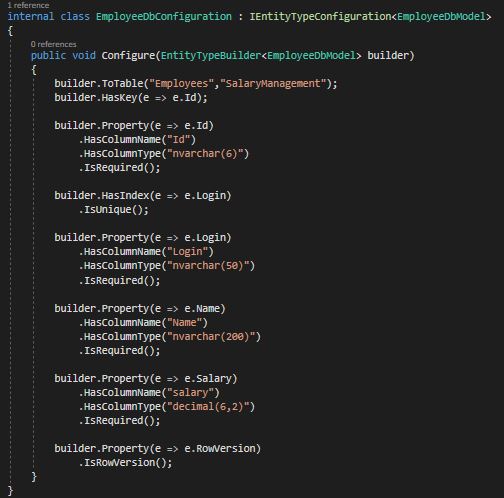 1 reference
internal class EmployeeDbConfiguration : IEntityTypeConfiguration<EmployeeDbModel>
{
0 references
public void Configure(EntityTypeBuilder<EmployeeDbModel> builder)
{
builder.ToTable("Employees","SalaryManagement");
builder.HasKey(e => e.Id);
builder.Property(e => e.Id)
.HasColumnName("Id")
.HasColumnType("nvarchar(6)")
.IsRequired();
builder.HasIndex(e => e.Login)
.IsUnique();
builder.Property(e => e.Login)
.HasColumnName("Login")
.HasColumnType("nvarchar(50)")
.IsRequired();
builder.Property(e => e.Name)
.HasColumnName("Name")
.HasColumnType("nvarchar(200)")
.IsRequired();
builder.Property(e => e.Salary)
.HasColumnName("salary")
.HasColumnType("decimal(6,2)")
.IsRequired();
builder.Property(e => e.RowVersion)
.IsRowVersion();
}
}